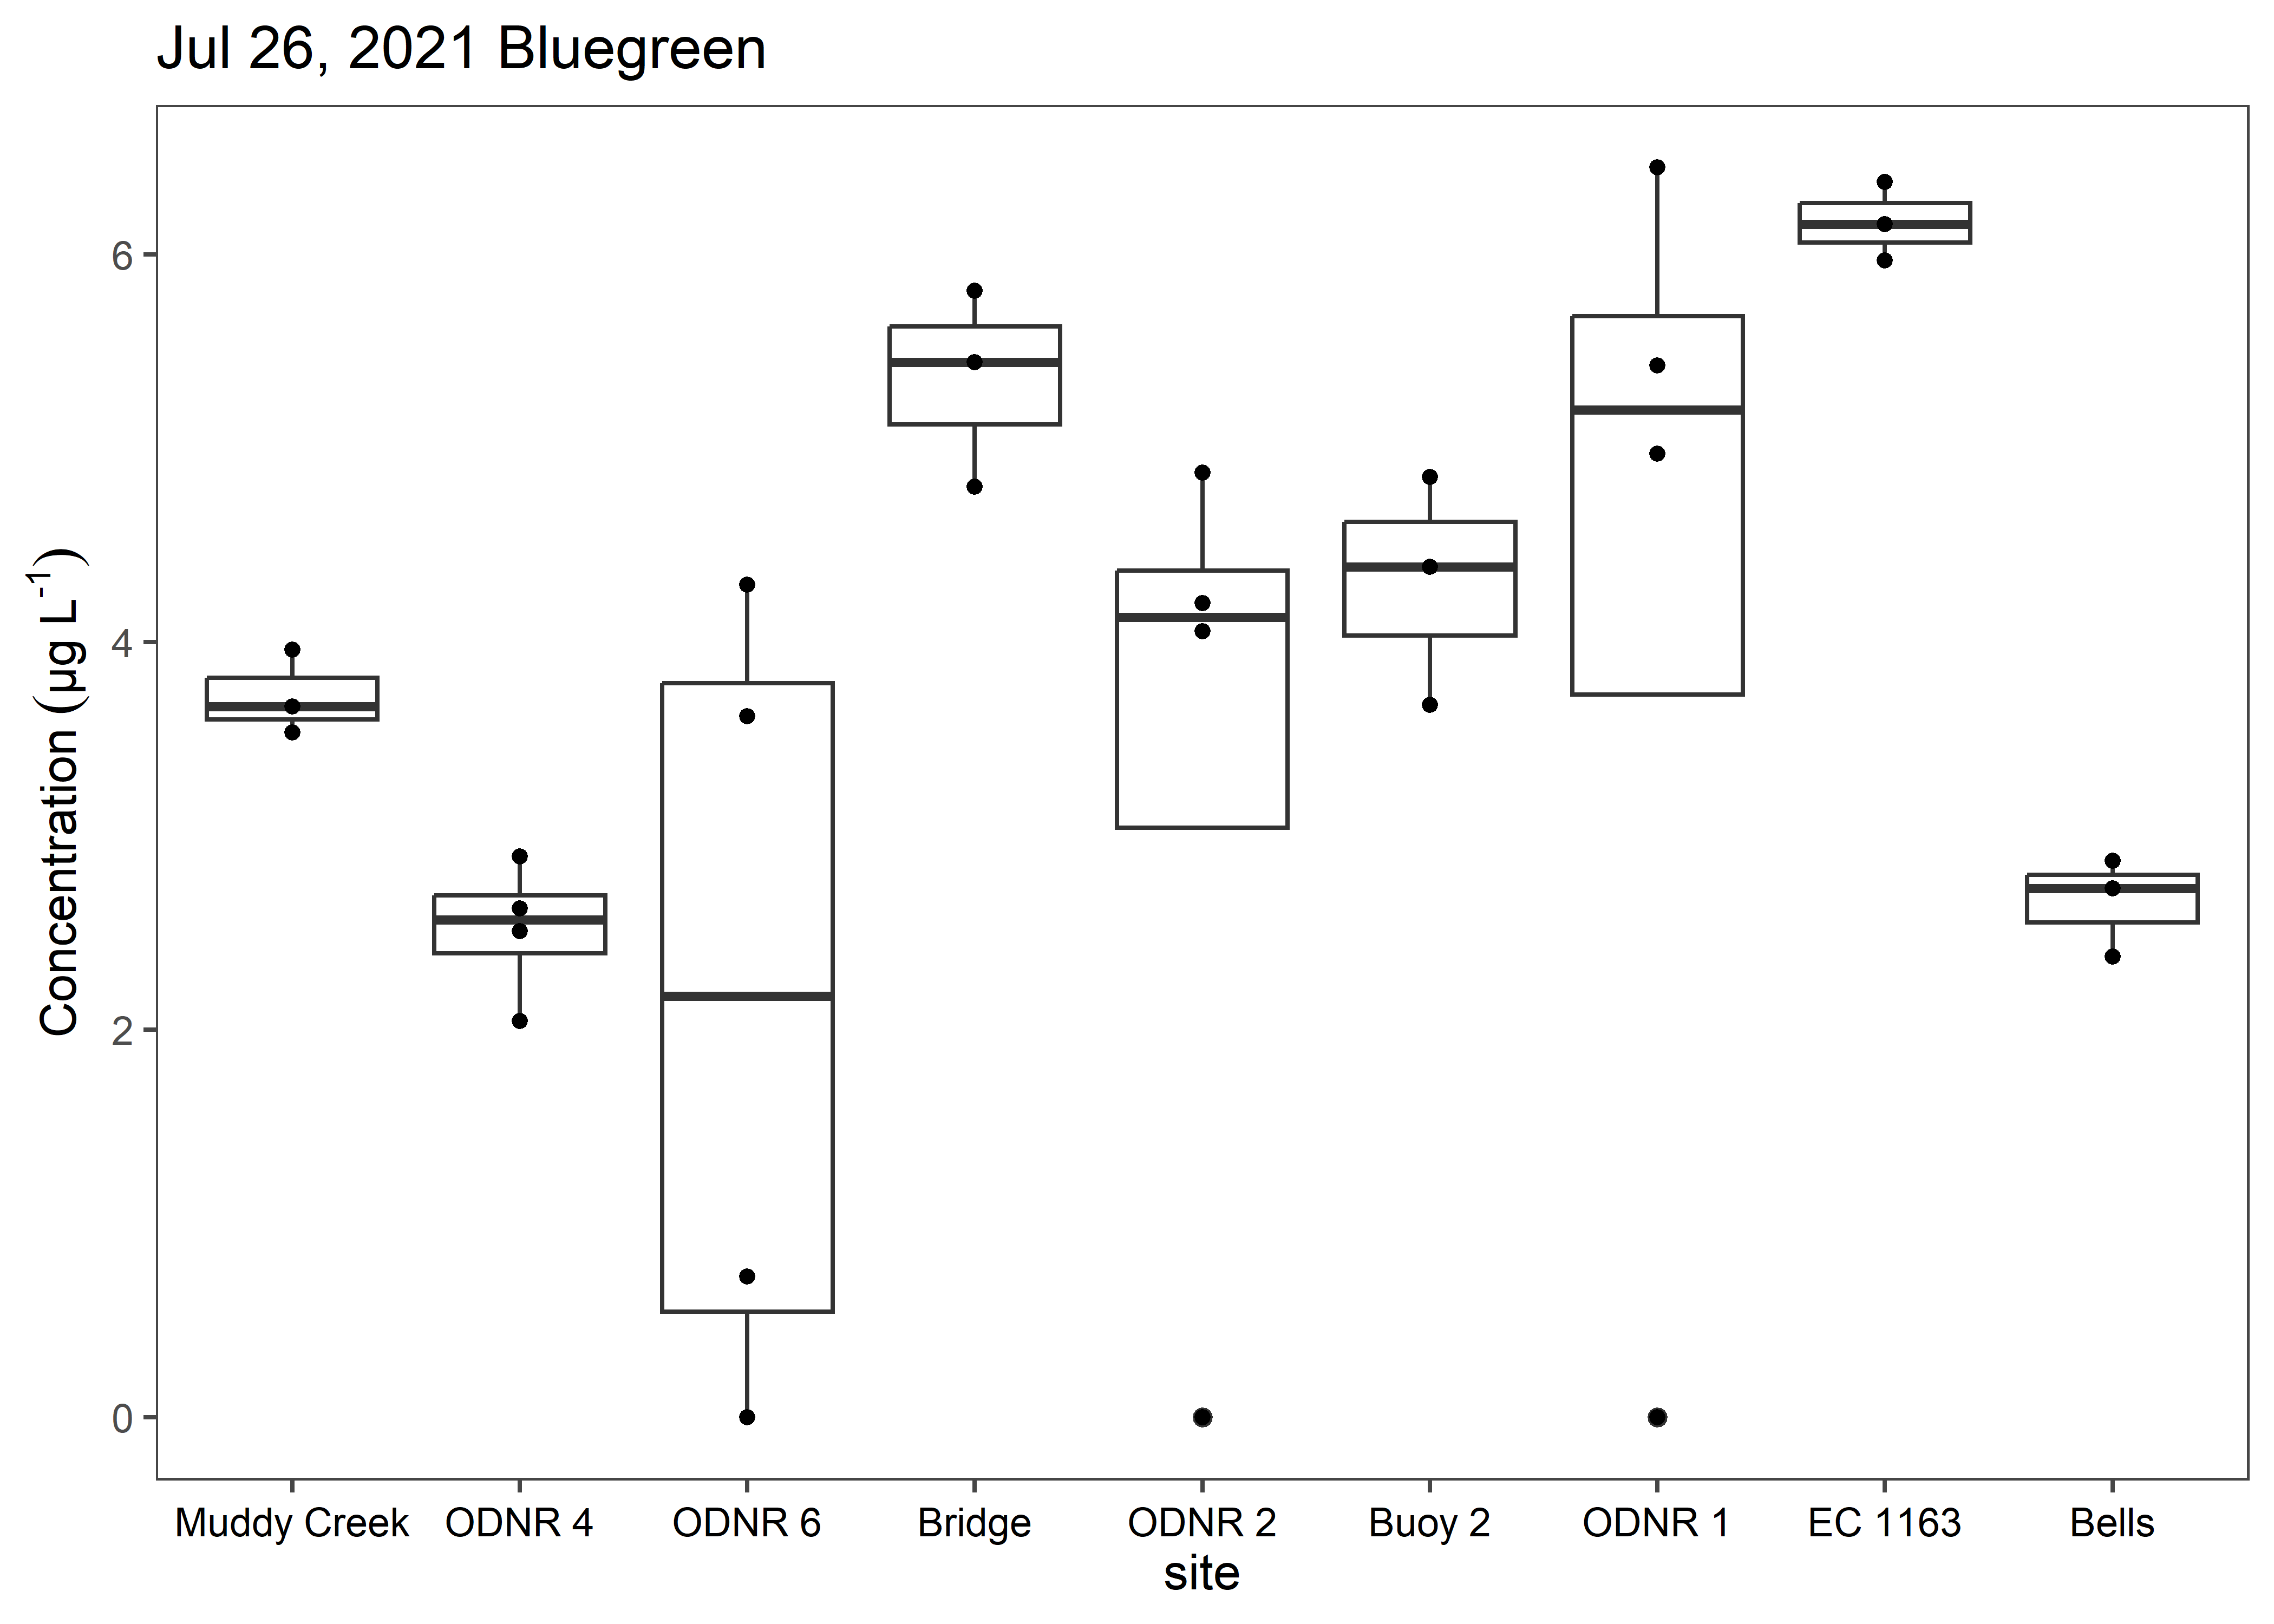 Jul 26, 2021 Bluegreen
Concentration (µg L⁻¹)
6
4
2
0
Muddy Creek ODNR 4 ODNR 6 Bridge ODNR 2 Buoy 2 ODNR 1 EC 1163 Bells
site